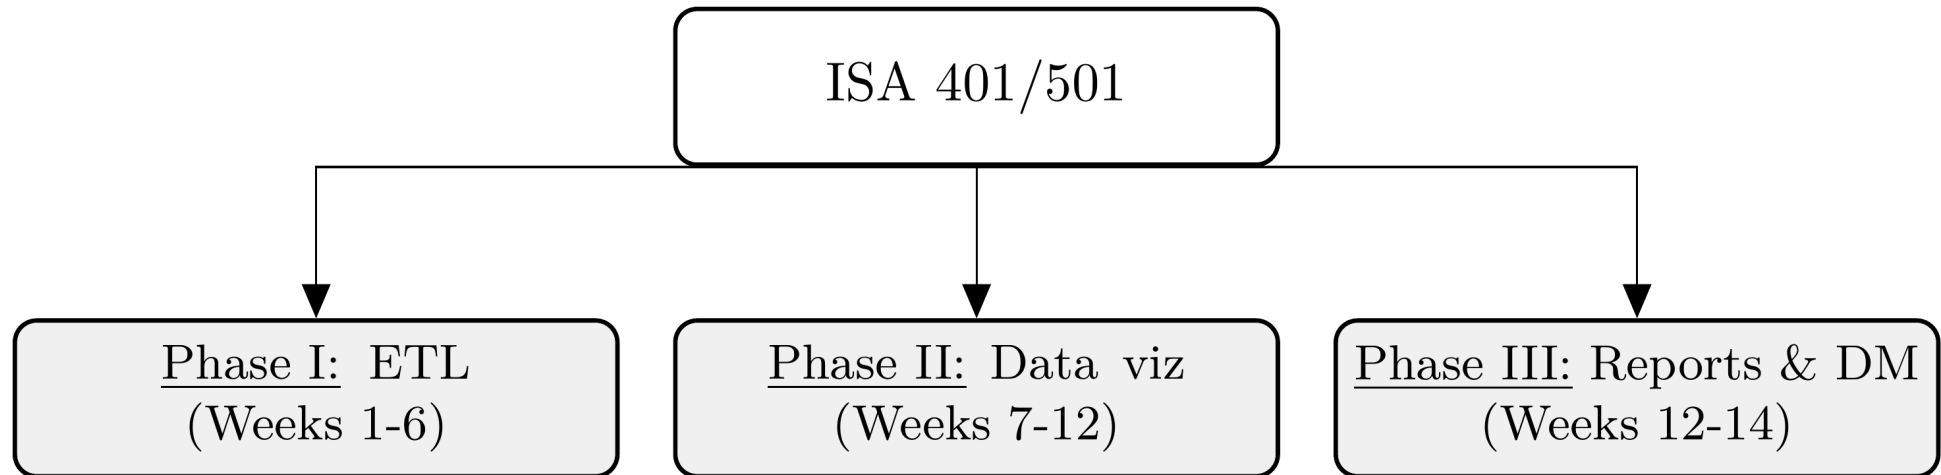 ISA 401/501
Phase I: ETL
(Weeks 1-6)
Phase II: Data viz
(Weeks 7-12)
Phase III: Reports & DM
(Weeks 12-14)